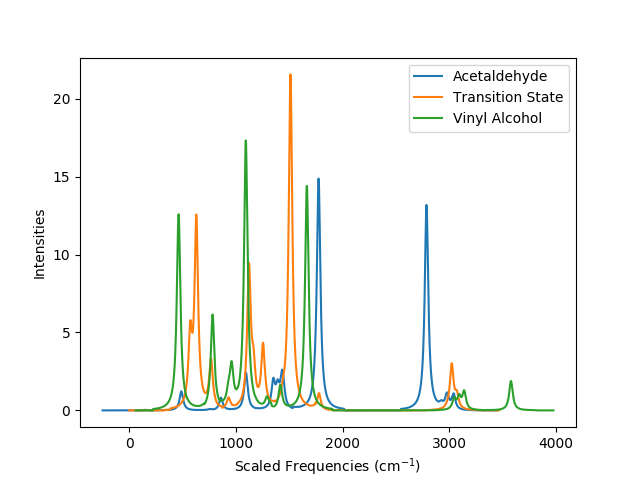 Acetaldehyde
Transition State
Vinyl Alcohol
Intensities
20
15
10
5
0
0
1000
2000
3000
4000
Scaled Frequencies (cm⁻¹)